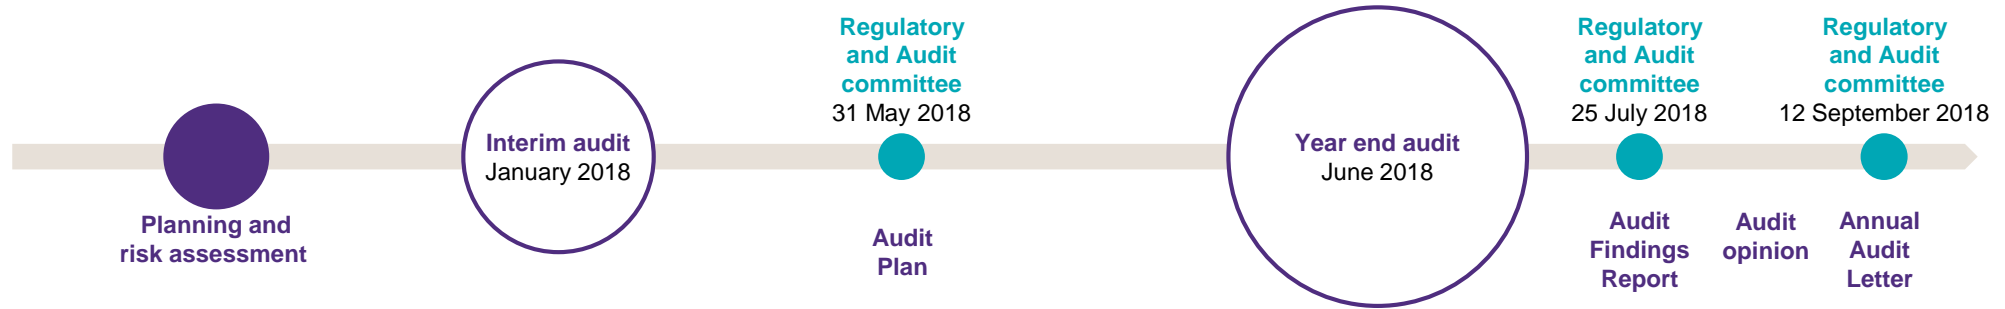 Planning and
risk assessment
Interim audit
January 2018
Regulatory
and Audit
committee
31 May 2018
Audit
Plan
Year end audit
June 2018
Regulatory
and Audit
committee
25 July 2018
Audit
Findings
Report
Audit
opinion
Regulatory
and Audit
committee
12 September 2018
Annual
Audit
Letter